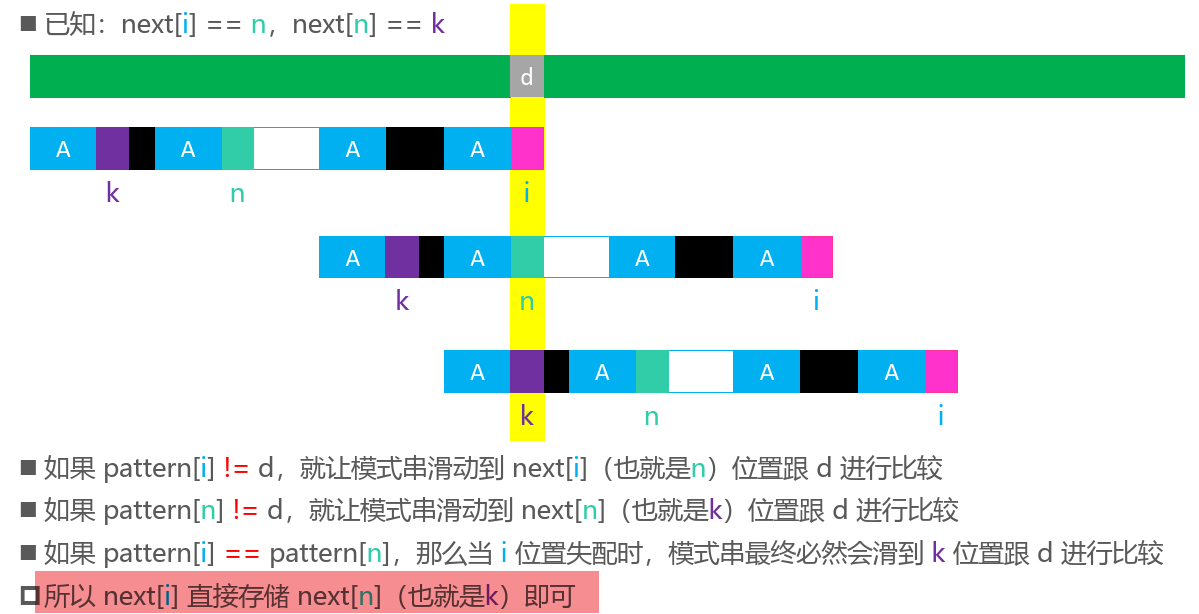 已知：next[i] == n，next[n] == k
d
A A A A
k n i
A A A A
k n i
A A A A
k n i
如果 pattern[i] != d，就让模式串滑动到 next[i]（也就是n）位置跟 d 进行比较
如果 pattern[n] != d，就让模式串滑动到 next[n]（也就是k）位置跟 d 进行比较
如果 pattern[i] == pattern[n]，那么当 i 位置失配时，模式串最终必然会滑到 k 位置跟 d 进行比较
所以 next[i] 直接存储 next[n]（也就是k）即可